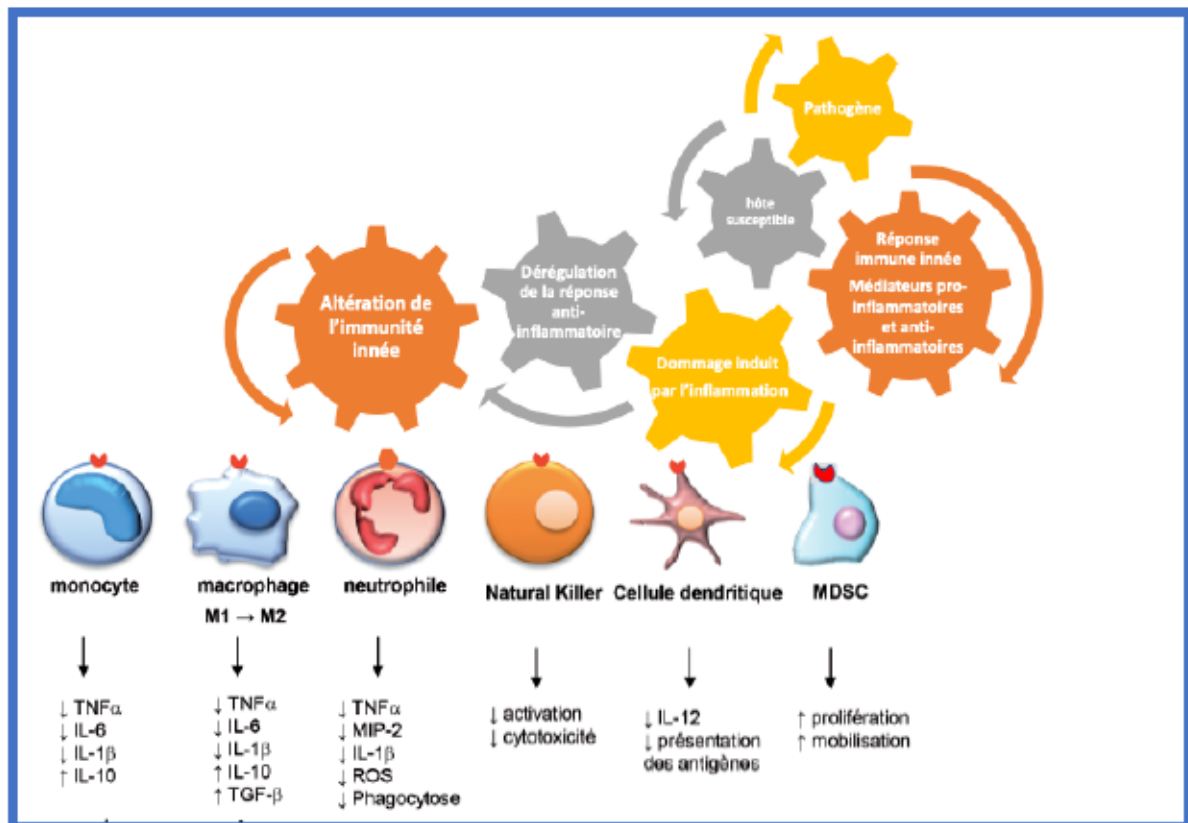 Pathogène
hôte
susceptible
Réponse
immune innée
Médiateurs pro-
inflammatoires
et anti-
inflammatoires
Dérégulation
de la réponse
anti-
inflammatoire
Altération de
l'immunité
innée
Dommage induit
par l'inflammation
monocyte
macrophage
M1 → M2
neutrophile
Natural Killer
Cellule dendritique
MDSC
↓ TNFα
↓ IL-6
↓ IL-1β
↑ IL-10
↓ TNFα
↓ IL-6
↓ IL-1β
↑ IL-10
↑ TGF-β
↓ TNFα
↓ MIP-2
↓ IL-1β
↓ ROS
↓ Phagocytose
↓ activation
↓ cytotoxicité
↓ IL-12
↓ présentation
des antigènes
↑ prolifération
↑ mobilisation